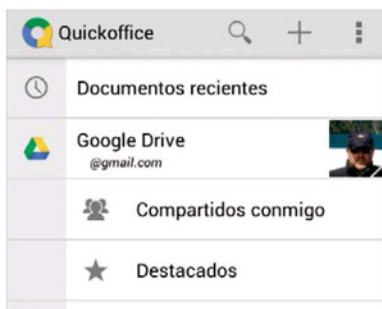 Quickoffice
Documentos recientes
Google Drive
@gmail.com
Compartidos conmigo
Destacados